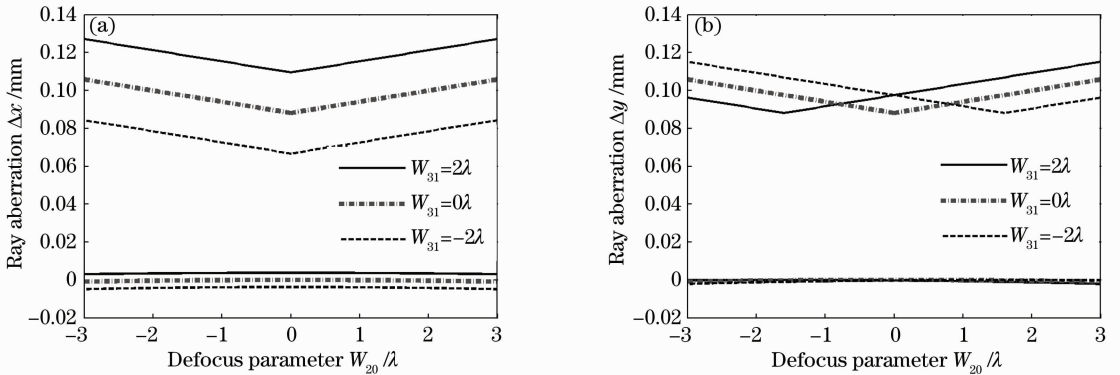 (a)
0.14
0.12
0.10
0.08
0.06
0.04
0.02
0
−0.02
Ray aberration Δx /mm
W31=2λ
W31=0λ
W31=−2λ
−3 −2 −1 0 1 2 3
Defocus parameter W20 /λ
(b)
0.14
0.12
0.10
0.08
0.06
0.04
0.02
0
−0.02
Ray aberration Δy /mm
W31=2λ
W31=0λ
W31=−2λ
−3 −2 −1 0 1 2 3
Defocus parameter W20 /λ